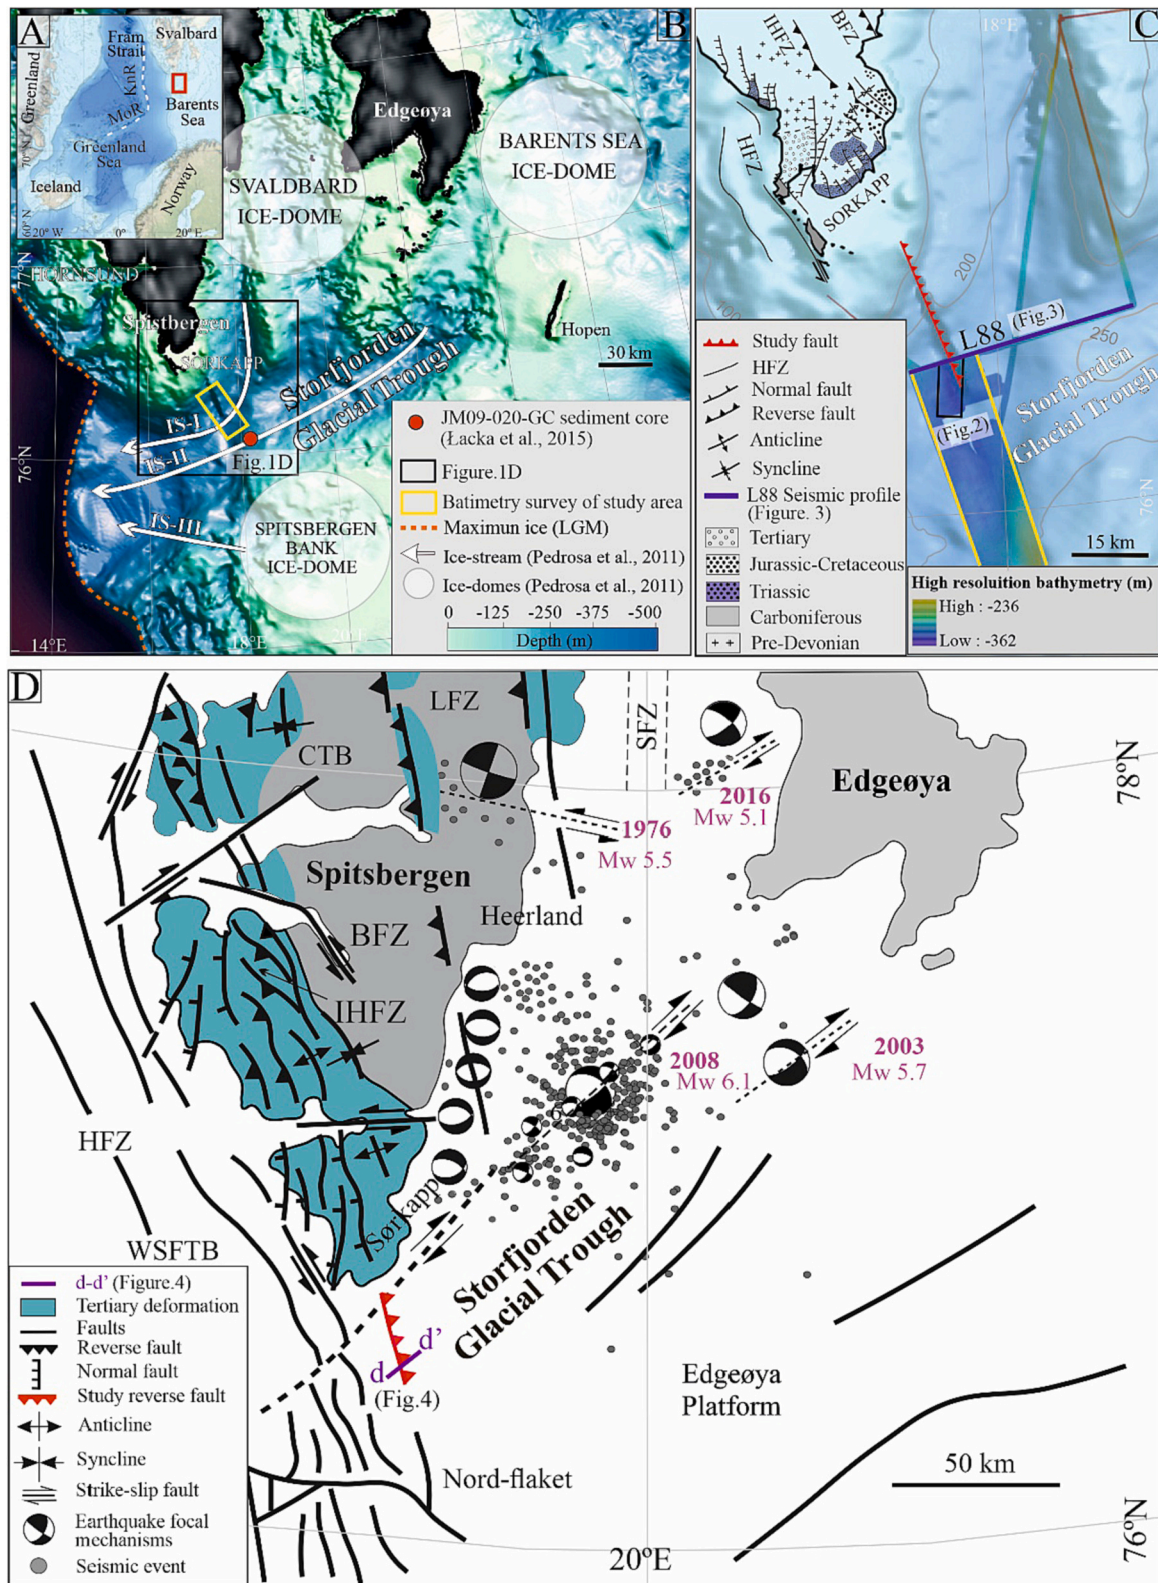 A
Fram
Strait
Svalbard
KnR
Greenland
MoR
Barents
Sea
Greenland
Sea
Iceland
Norway
70° N
60° N
20° W
0°
20° E
B
Edgeøya
BARENTS SEA
ICE-DOME
SVALDBARD
ICE-DOME
77°N
HORNSUND
Spistbergen
SORKAPP
Storfjorden
Glacial Trough
Hopen
30 km
IS-I
IS-II
Fig.1D
76°N
IS-III
SPITSBERGEN
BANK
ICE-DOME
14°E
18°E
20°E
JM09-020-GC sediment core
(Łacka et al., 2015)
Figure.1D
Batimetry survey of study area
Maximun ice (LGM)
Ice-stream (Pedrosa et al., 2011)
Ice-domes (Pedrosa et al., 2011)
0 -125 -250 -375 -500
Depth (m)
C
IHFZ
BFZ
18°E
HFZ
SORKAPP
200
100
L88 (Fig.3)
250
(Fig.2)
Storfjorden
Glacial Trough
76°N
15 km
Study fault
HFZ
Normal fault
Reverse fault
Anticline
Syncline
L88 Seismic profile
(Figure. 3)
Tertiary
Jurassic-Cretaceous
Triassic
Carboniferous
Pre-Devonian
High resoluition bathymetry (m)
High : -236
Low : -362
D
LFZ
SFZ
CTB
Edgeøya
78°N
2016
Mw 5.1
1976
Mw 5.5
Spitsbergen
Heerland
BFZ
IHFZ
2008
Mw 6.1
2003
Mw 5.7
HFZ
Sørkapp
WSFTB
Storfjorden
Glacial Trough
d'
d
(Fig.4)
Edgeøya
Platform
Nord-flaket
50 km
20°E
76°N
d-d' (Figure.4)
Tertiary deformation
Faults
Reverse fault
Normal fault
Study reverse fault
Anticline
Syncline
Strike-slip fault
Earthquake focal
mechanisms
Seismic event